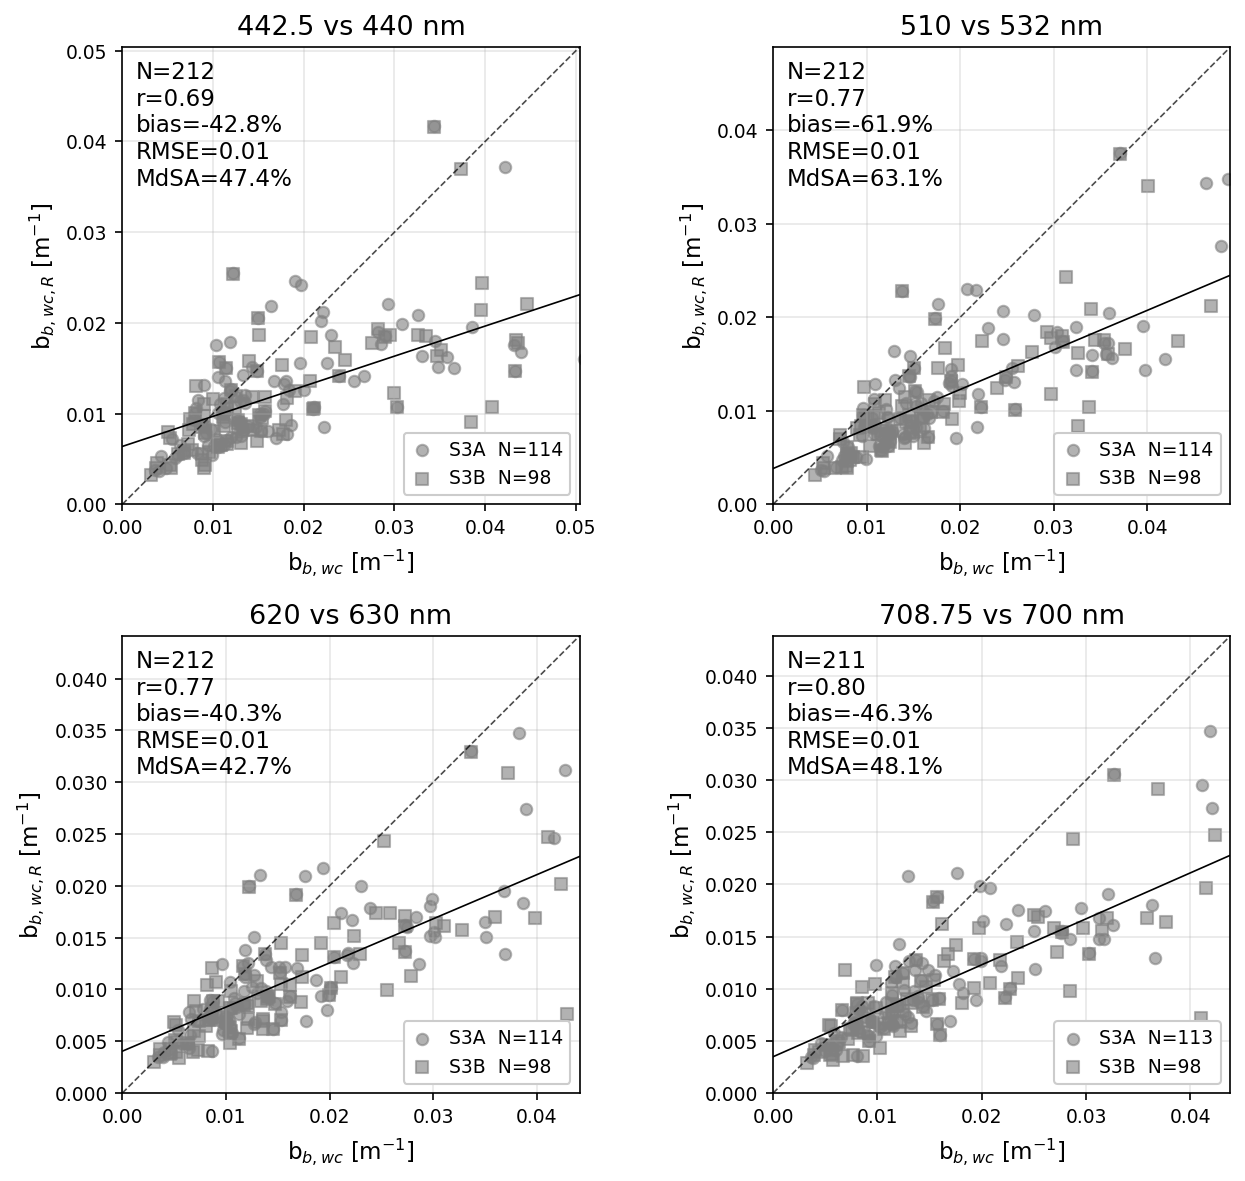 442.5 vs 440 nm
N=212
r=0.69
bias=-42.8%
RMSE=0.01
MdSA=47.4%
0.05
0.04
0.03
0.02
0.01
0.00
b_{b, wc, R} [m^{-1}]
S3A N=114
S3B N=98
0.00 0.01 0.02 0.03 0.04 0.05
b_{b, wc} [m^{-1}]
510 vs 532 nm
N=212
r=0.77
bias=-61.9%
RMSE=0.01
MdSA=63.1%
0.04
0.03
0.02
0.01
0.00
b_{b, wc, R} [m^{-1}]
S3A N=114
S3B N=98
0.00 0.01 0.02 0.03 0.04
b_{b, wc} [m^{-1}]
620 vs 630 nm
N=212
r=0.77
bias=-40.3%
RMSE=0.01
MdSA=42.7%
0.040
0.035
0.030
0.025
0.020
0.015
0.010
0.005
0.000
b_{b, wc, R} [m^{-1}]
S3A N=114
S3B N=98
0.00 0.01 0.02 0.03 0.04
b_{b, wc} [m^{-1}]
708.75 vs 700 nm
N=211
r=0.80
bias=-46.3%
RMSE=0.01
MdSA=48.1%
0.040
0.035
0.030
0.025
0.020
0.015
0.010
0.005
0.000
b_{b, wc, R} [m^{-1}]
S3A N=113
S3B N=98
0.00 0.01 0.02 0.03 0.04
b_{b, wc} [m^{-1}]